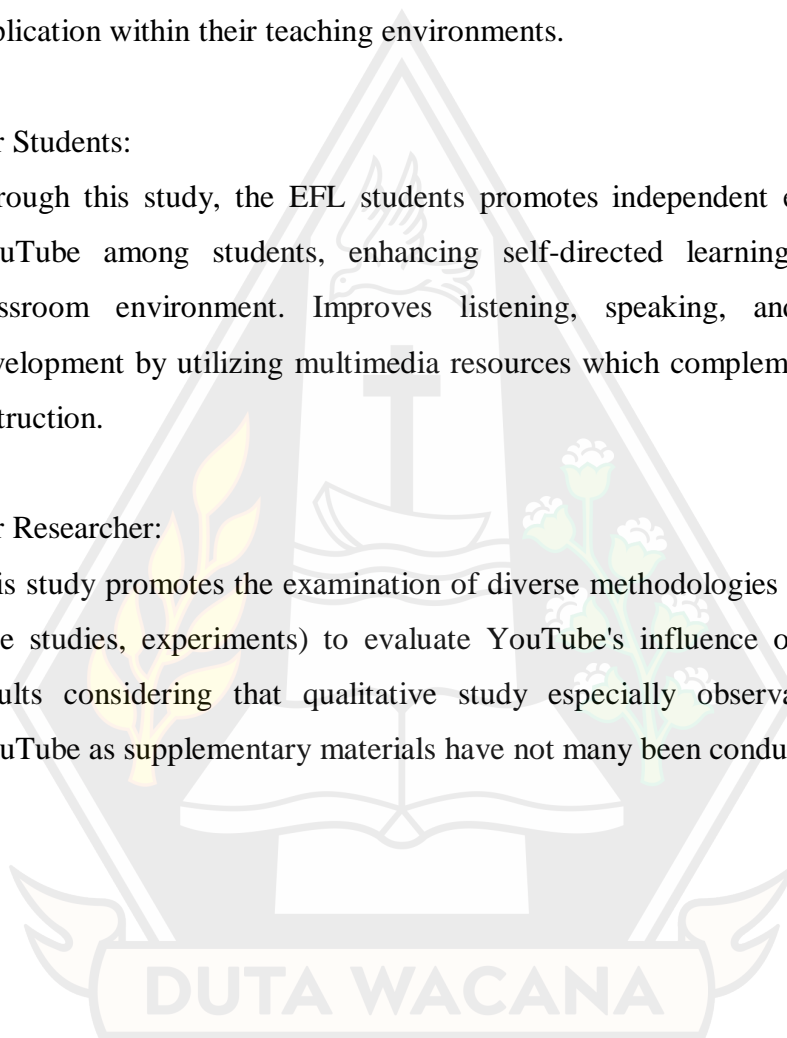 plication within their teaching environments.
r Students:
rough this study, the EFL students promotes independent e
uTube among students, enhancing self-directed learning
ssroom environment. Improves listening, speaking, and
velopment by utilizing multimedia resources which complem
truction.
r Researcher:
is study promotes the examination of diverse methodologies
e studies, experiments) to evaluate YouTube's influence o
ults considering that qualitative study especially observa
uTube as supplementary materials have not many been condu
DUTA WACANA